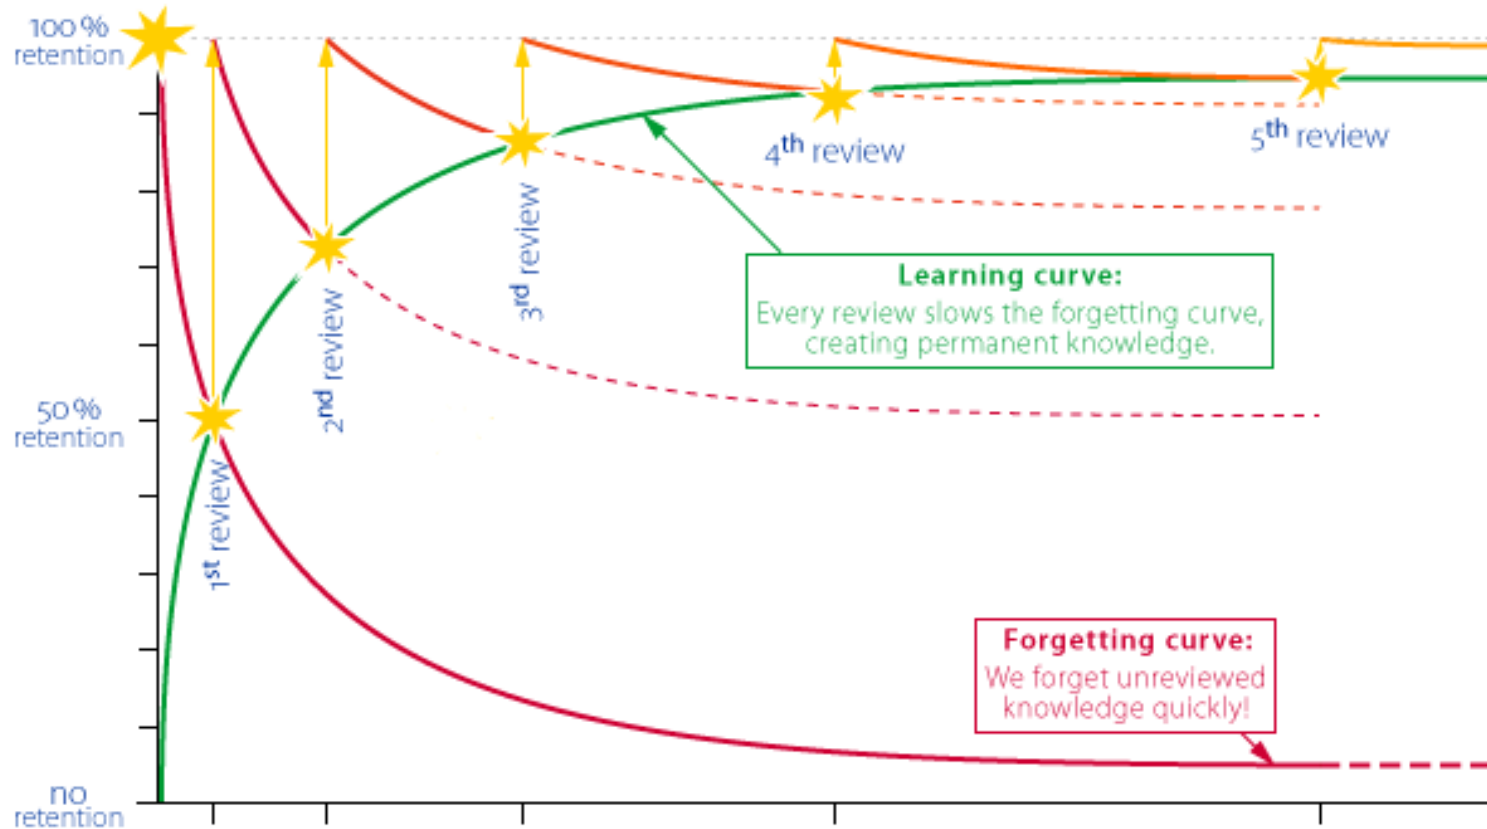 100 %
retention
50 %
retention
no
retention
1st review
2nd review
3rd review
4th review
5th review
Learning curve:
Every review slows the forgetting curve,
creating permanent knowledge.
Forgetting curve:
We forget unreviewed
knowledge quickly!